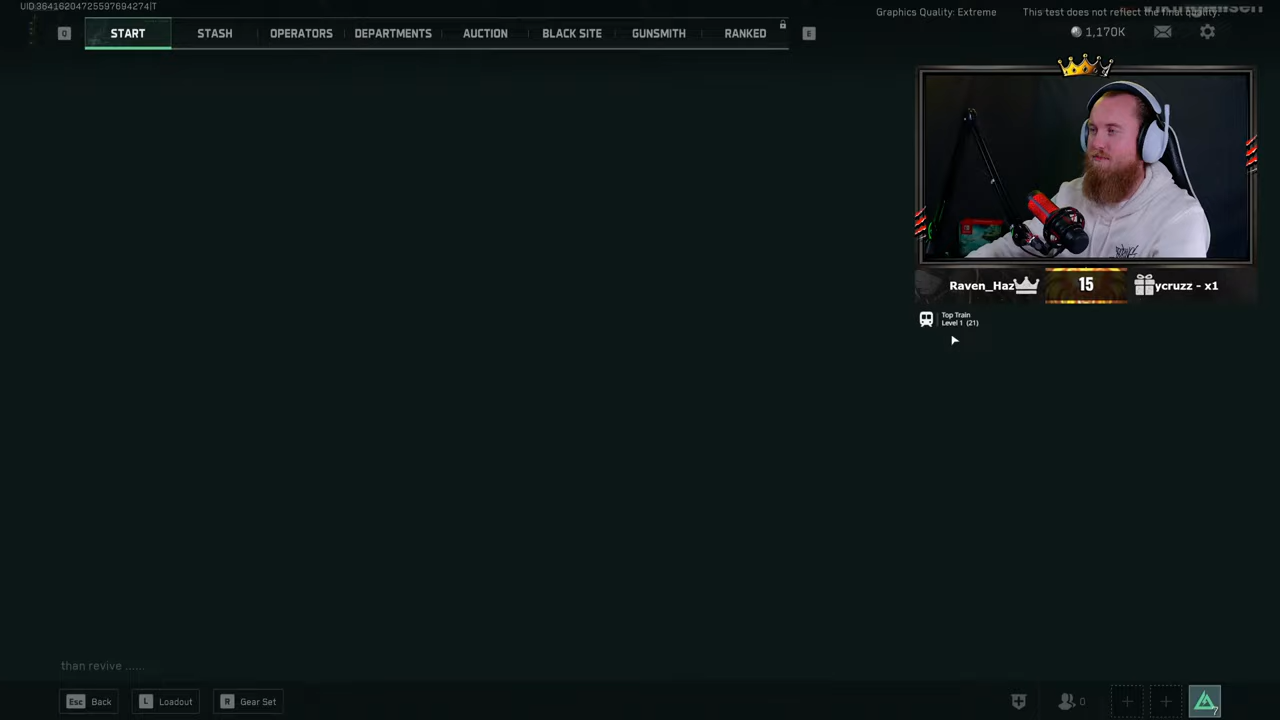 UID:36416204725597694274|T
Graphics Quality: Extreme
This test does not reflect the final quality.
Q
START
STASH
OPERATORS
DEPARTMENTS
AUCTION
BLACK SITE
GUNSMITH
RANKED
E
1,170K
Raven_Haz
15
ycruzz - x1
Top Train
Level 1 (21)
than revive ......
Esc Back
L Loadout
R Gear Set
0
7